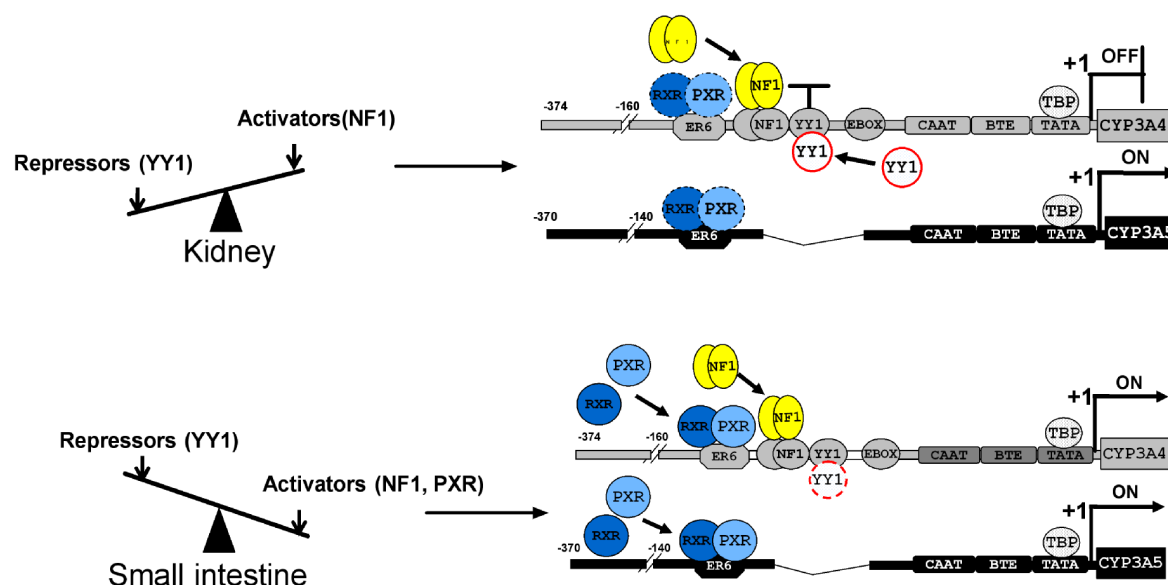 Activators(NF1)
Repressors (YY1)
Kidney
N F 1
RXR PXR NF1
+1 OFF
-374 -160
TBP
ER6 NF1 YY1 EBOX CAAT BTE TATA CYP3A4
YY1 YY1
ON
+1
RXR PXR
TBP
-370 -140
ER6 CAAT BTE TATA CYP3A5
Repressors (YY1)
Activators (NF1, PXR)
Small intestine
PXR NF1
RXR
ON
+1
RXR PXR NF1
-374 -160
TBP
ER6 NF1 YY1 EBOX CAAT BTE TATA CYP3A4
YY1
PXR
ON
+1
RXR RXR PXR
TBP
-370 -140
ER6 CAAT BTE TATA CYP3A5